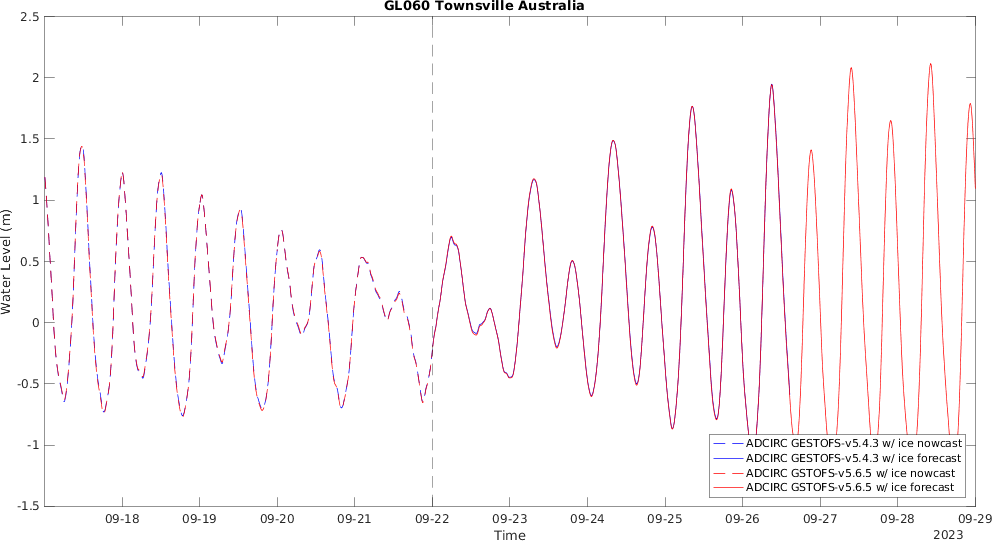 GL060 Townsville Australia
2.5
2
1.5
1
0.5
0
-0.5
-1
-1.5
Water Level (m)
ADCIRC GESTOFS-v5.4.3 w/ ice nowcast
ADCIRC GESTOFS-v5.4.3 w/ ice forecast
ADCIRC GSTOFS-v5.6.5 w/ ice nowcast
ADCIRC GSTOFS-v5.6.5 w/ ice forecast
09-18 09-19 09-20 09-21 09-22 09-23 09-24 09-25 09-26 09-27 09-28 09-29
Time
2023